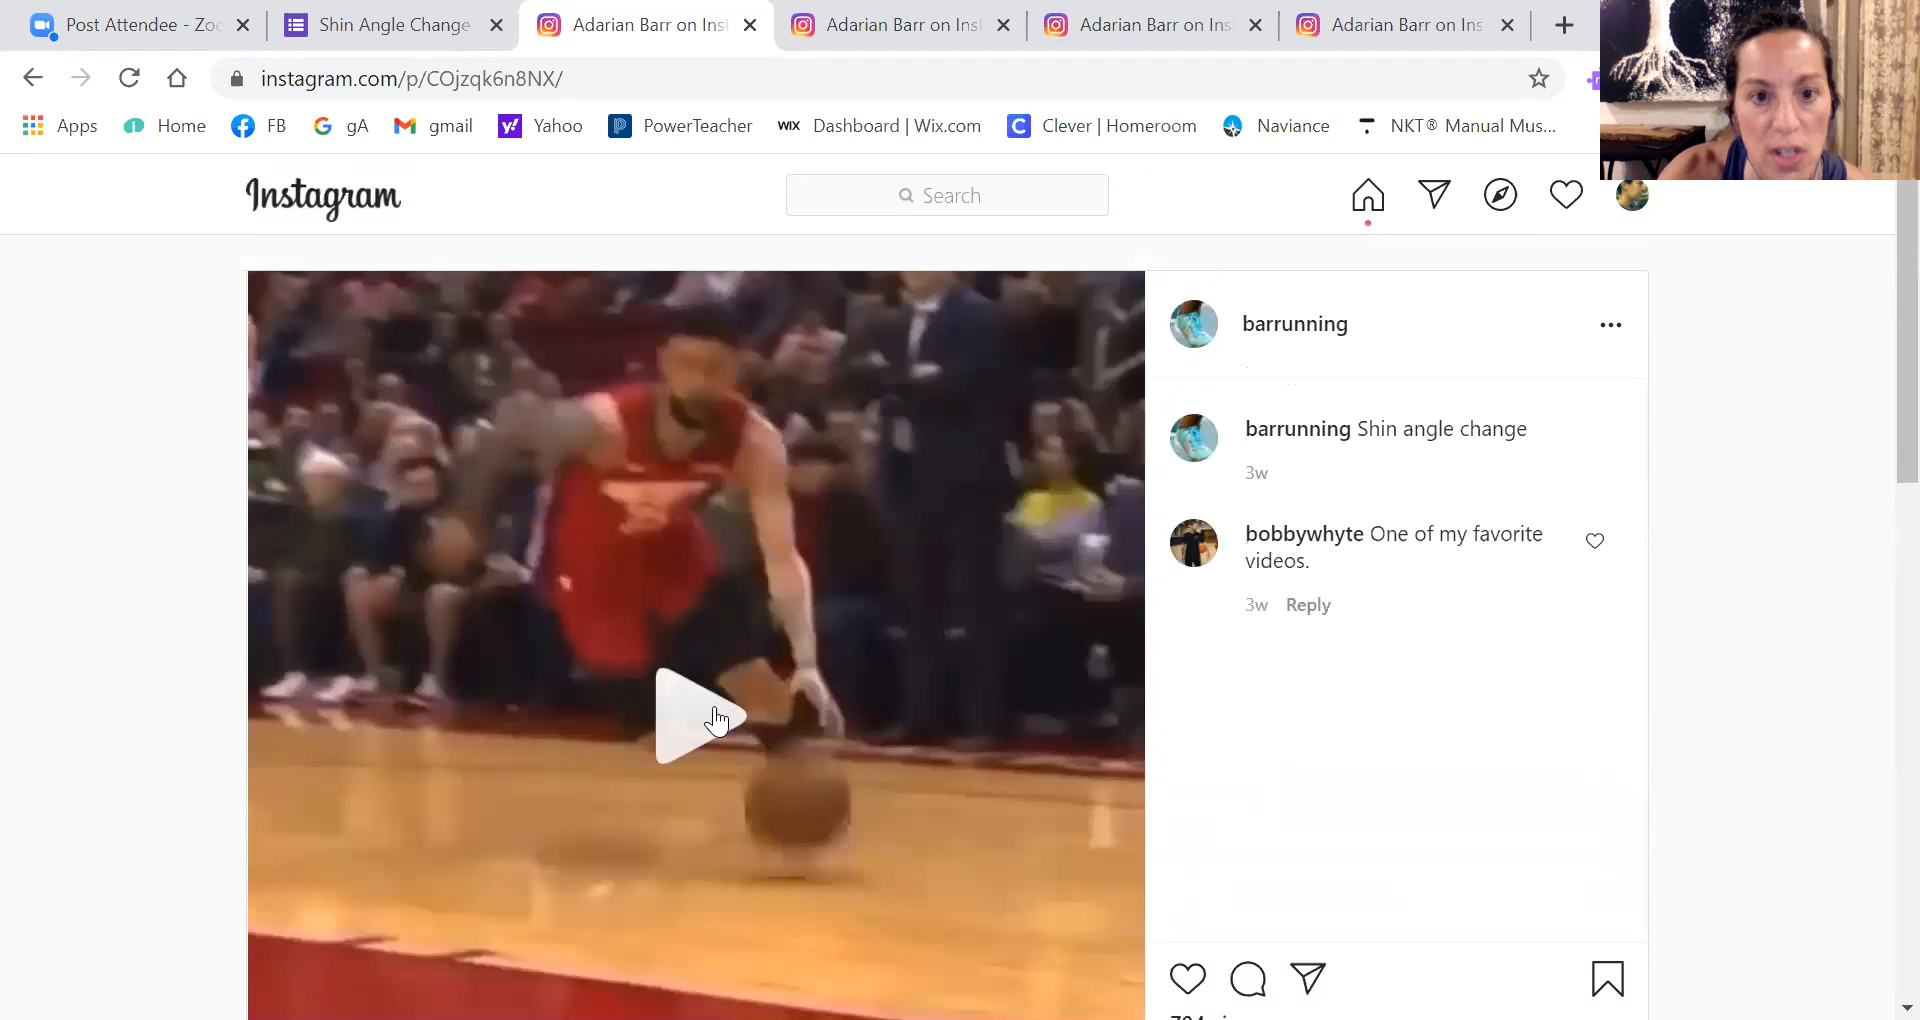 Post Attendee - Zoo
Shin Angle Change
Adarian Barr on Inst
Adarian Barr on Inst
Adarian Barr on Ins
Adarian Barr on Ins
instagram.com/p/COjzqk6n8NX/
Apps
Home
FB
gA
gmail
Yahoo
PowerTeacher
WIX Dashboard | Wix.com
Clever | Homeroom
Naviance
NKT® Manual Mus...
Instagram
Search
barrunning
barrunning Shin angle change
3w
bobbywhyte One of my favorite
videos.
3w Reply